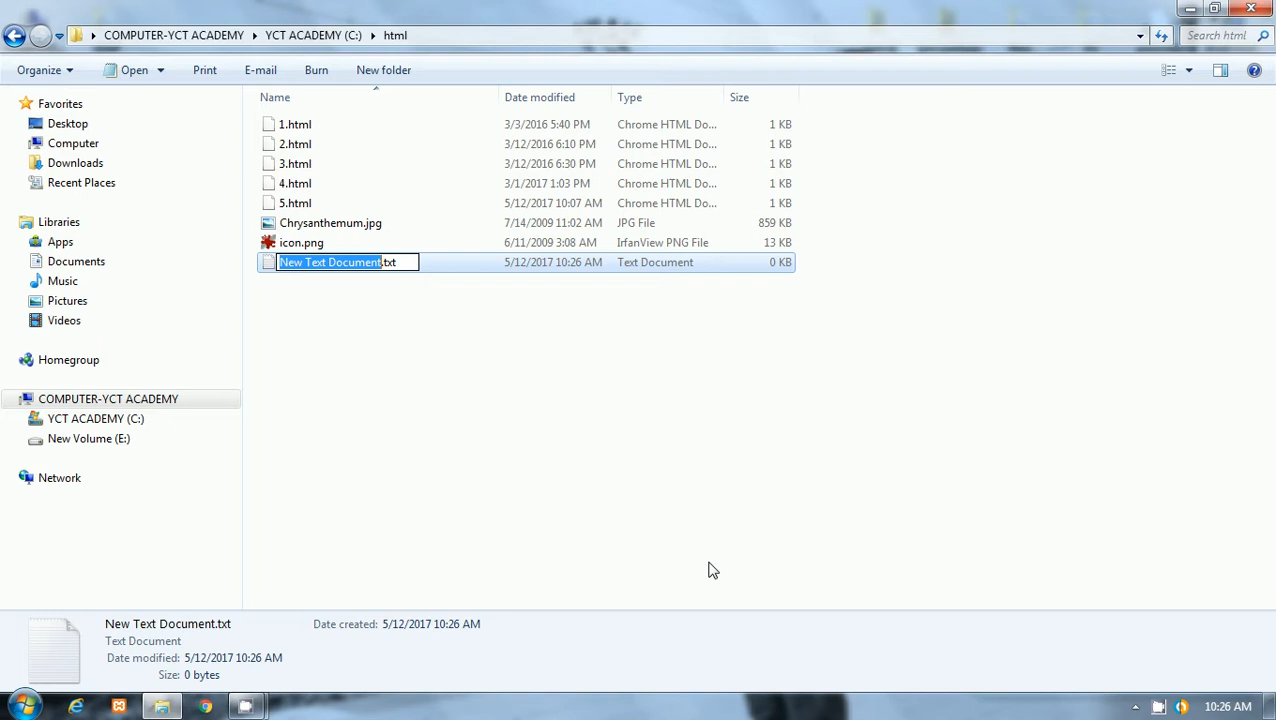 COMPUTER-YCT ACADEMY YCT ACADEMY (C:) html Search html
Organize Open Print E-mail Burn New folder
Name Date modified Type Size
Favorites
Desktop
Computer
Downloads
Recent Places
Libraries
Apps
Documents
Music
Pictures
Videos
Homegroup
COMPUTER-YCT ACADEMY
YCT ACADEMY (C:)
New Volume (E:)
Network
1.html 3/3/2016 5:40 PM Chrome HTML Do... 1 KB
2.html 3/12/2016 6:10 PM Chrome HTML Do... 1 KB
3.html 3/12/2016 6:30 PM Chrome HTML Do... 1 KB
4.html 3/1/2017 1:03 PM Chrome HTML Do... 1 KB
5.html 5/12/2017 10:07 AM Chrome HTML Do... 1 KB
Chrysanthemum.jpg 7/14/2009 11:02 AM JPG File 859 KB
icon.png 6/11/2009 3:08 AM IrfanView PNG File 13 KB
New Text Document.txt 5/12/2017 10:26 AM Text Document 0 KB
New Text Document.txt Date created: 5/12/2017 10:26 AM
Text Document
Date modified: 5/12/2017 10:26 AM
Size: 0 bytes
10:26 AM